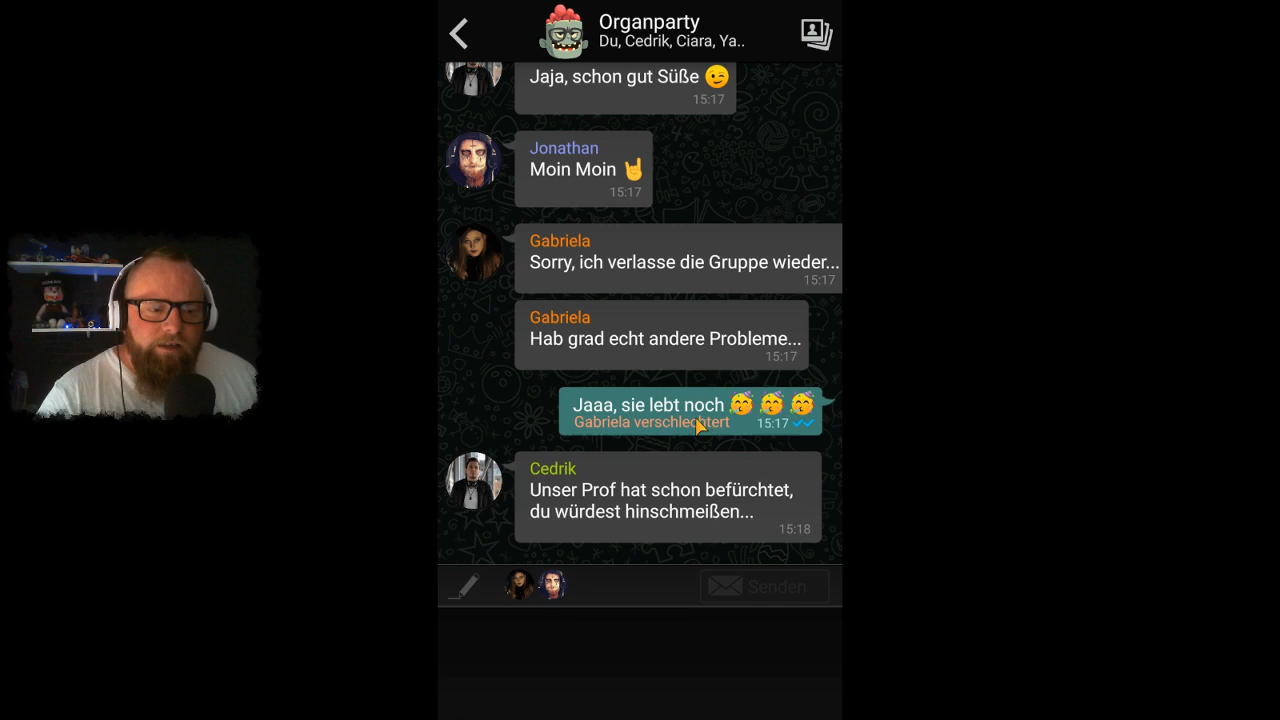 Organparty
Du, Cedrik, Ciara, Ya..
Jaja, schon gut Süße 😉
15:17
Jonathan
Moin Moin 🤘
15:17
Gabriela
Sorry, ich verlasse die Gruppe wieder...
15:17
Gabriela
Hab grad echt andere Probleme...
15:17
Jaaa, sie lebt noch 🥳 🥳 🥳
Gabriela verschlechtert 15:17
Cedrik
Unser Prof hat schon befürchtet,
du würdest hinschmeißen...
15:18
Senden